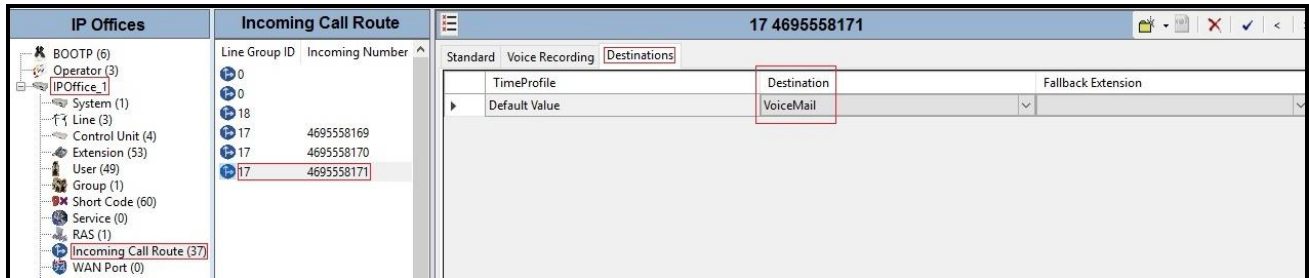 IP Offices
BOOTP (6)
Operator (3)
IPOffice_1
System (1)
Line (3)
Control Unit (4)
Extension (53)
User (49)
Group (1)
Short Code (60)
Service (0)
RAS (1)
Incoming Call Route (37)
WAN Port (0)
Incoming Call Route
Line Group ID Incoming Number
0
0
18
17 4695558169
17 4695558170
17 4695558171
17 4695558171
Standard Voice Recording Destinations
TimeProfile Destination Fallback Extension
Default Value VoiceMail